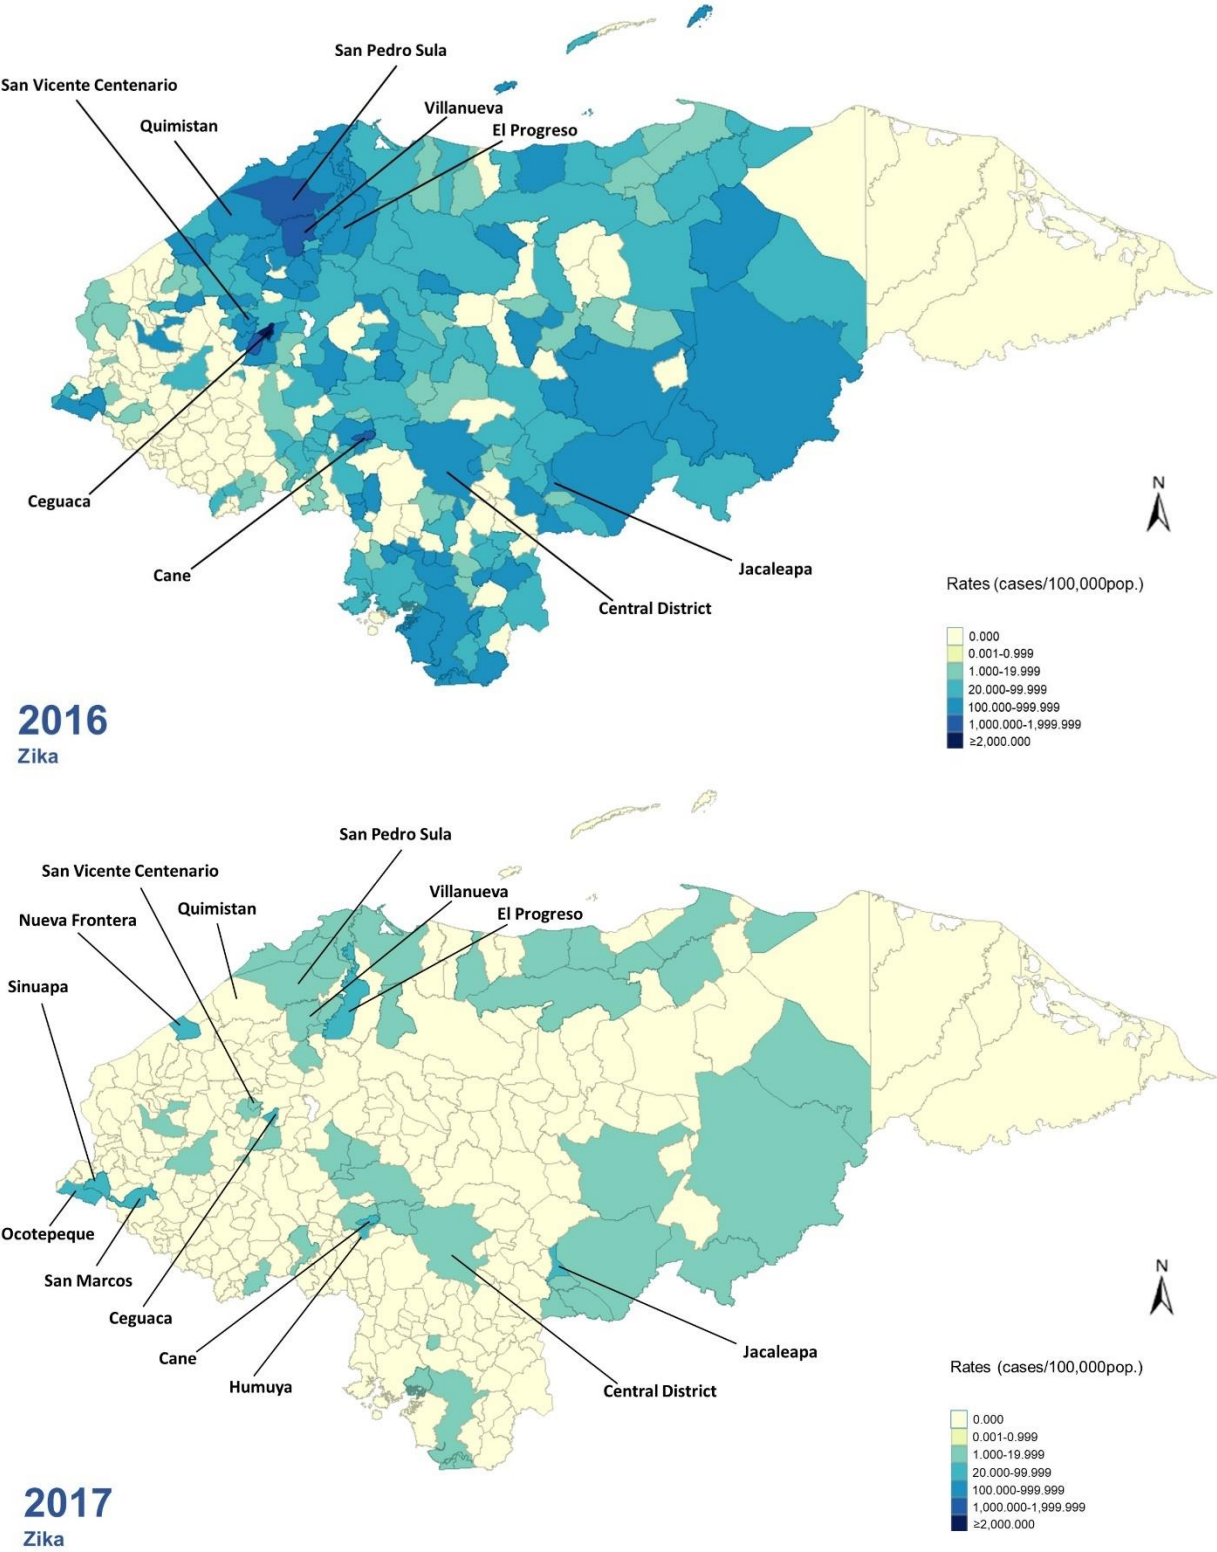 San Pedro Sula
San Vicente Centenario
Villanueva
Quimistan
El Progreso
Ceguaca
Cane
Jacaleapa
Central District
N
Rates (cases/100,000pop.)
0.000
0.001-0.999
1.000-19.999
20.000-99.999
100.000-999.999
1,000.000-1,999.999
≥2,000.000
2016
Zika
San Pedro Sula
San Vicente Centenario
Villanueva
Nueva Frontera
Quimistan
El Progreso
Sinuapa
Ocotepeque
San Marcos
Ceguaca
Cane
Humuya
Jacaleapa
Central District
N
Rates (cases/100,000pop.)
0.000
0.001-0.999
1.000-19.999
20.000-99.999
100.000-999.999
1,000.000-1,999.999
≥2,000.000
2017
Zika